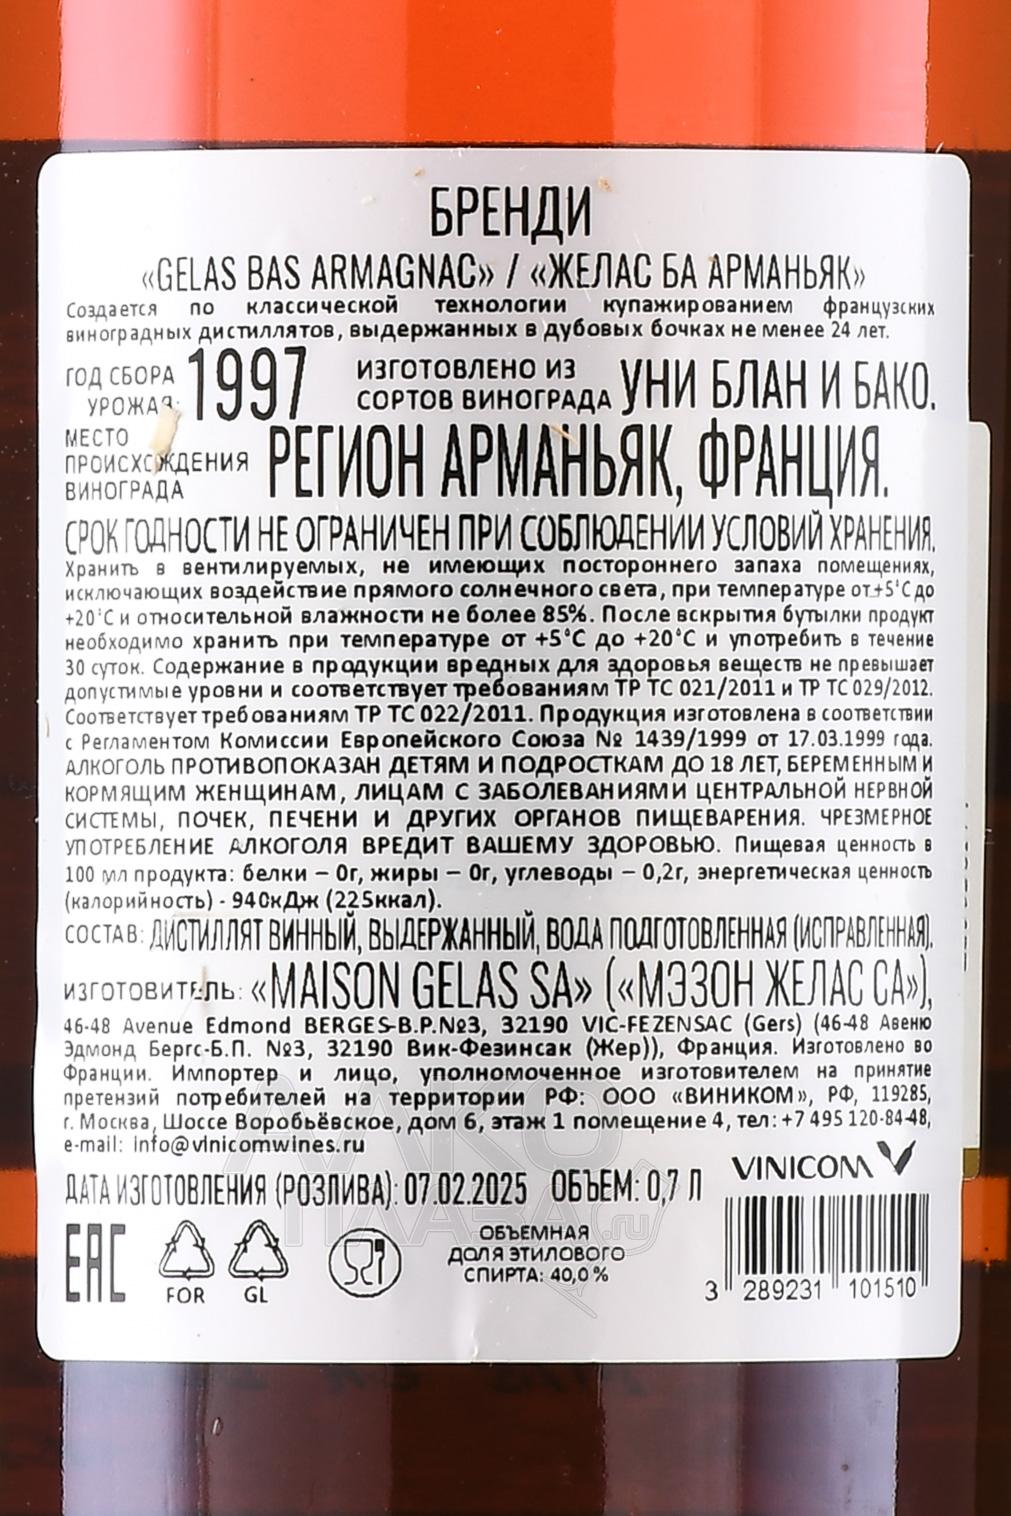 БРЕНДИ
«GELAS BAS ARMAGNAC» / «ЖЕЛАС БА АРМАНЬЯК»
Создается по классической технологии купажированием французских
виноградных дистиллятов, выдержанных в дубовых бочках не менее 24 лет.
ГОД СБОРА УРОЖАЯ: 1997 ИЗГОТОВЛЕНО ИЗ СОРТОВ ВИНОГРАДА УНИ БЛАН И БАКО.
МЕСТО ПРОИСХОЖДЕНИЯ ВИНОГРАДА РЕГИОН АРМАНЬЯК, ФРАНЦИЯ.
СРОК ГОДНОСТИ НЕ ОГРАНИЧЕН ПРИ СОБЛЮДЕНИИ УСЛОВИЙ ХРАНЕНИЯ.
Хранить в вентилируемых, не имеющих постороннего запаха помещениях,
исключающих воздействие прямого солнечного света, при температуре от +5°С до
+20°С и относительной влажности не более 85%. После вскрытия бутылки продукт
необходимо хранить при температуре от +5°С до +20°С и употребить в течение
30 суток. Содержание в продукции вредных для здоровья веществ не превышает
допустимые уровни и соответствует требованиям ТР ТС 021/2011 и ТР ТС 029/2012.
Соответствует требованиям ТР ТС 022/2011. Продукция изготовлена в соответствии
с Регламентом Комиссии Европейского Союза № 1439/1999 от 17.03.1999 года.
АЛКОГОЛЬ ПРОТИВОПОКАЗАН ДЕТЯМ И ПОДРОСТКАМ ДО 18 ЛЕТ, БЕРЕМЕННЫМ И
КОРМЯЩИМ ЖЕНЩИНАМ, ЛИЦАМ С ЗАБОЛЕВАНИЯМИ ЦЕНТРАЛЬНОЙ НЕРВНОЙ
СИСТЕМЫ, ПОЧЕК, ПЕЧЕНИ И ДРУГИХ ОРГАНОВ ПИЩЕВАРЕНИЯ. ЧРЕЗМЕРНОЕ
УПОТРЕБЛЕНИЕ АЛКОГОЛЯ ВРЕДИТ ВАШЕМУ ЗДОРОВЬЮ. Пищевая ценность в
100 мл продукта: белки – 0г, жиры – 0г, углеводы – 0,2г, энергетическая ценность
(калорийность) - 940кДж (225ккал).
СОСТАВ: ДИСТИЛЛЯТ ВИННЫЙ, ВЫДЕРЖАННЫЙ, ВОДА ПОДГОТОВЛЕННАЯ (ИСПРАВЛЕННАЯ).
ИЗГОТОВИТЕЛЬ: «MAISON GELAS SA» («МЭЗОН ЖЕЛАС СА»),
46-48 Avenue Edmond BERGES-B.P.№3, 32190 VIC-FEZENSAC (Gers) (46-48 Авеню
Эдмонд Бергс-Б.П. №3, 32190 Вик-Фезинсак (Жер)), Франция. Изготовлено во
Франции. Импортер и лицо, уполномоченное изготовителем на принятие
претензий потребителей на территории РФ: ООО «ВИНИКОМ», РФ, 119285,
г. Москва, Шоссе Воробьёвское, дом 6, этаж 1 помещение 4, тел: +7 495 120-84-48,
e-mail: info@vinicomwines.ru
VINICOM
ДАТА ИЗГОТОВЛЕНИЯ (РОЗЛИВА): 07.02.2025 ОБЪЕМ: 0,7 Л
EAC
FOR
GL
ОБЪЕМНАЯ
ДОЛЯ ЭТИЛОВОГО
СПИРТА: 40,0%
3 289231 101510
АЛКО
ПЛАЗА.ru